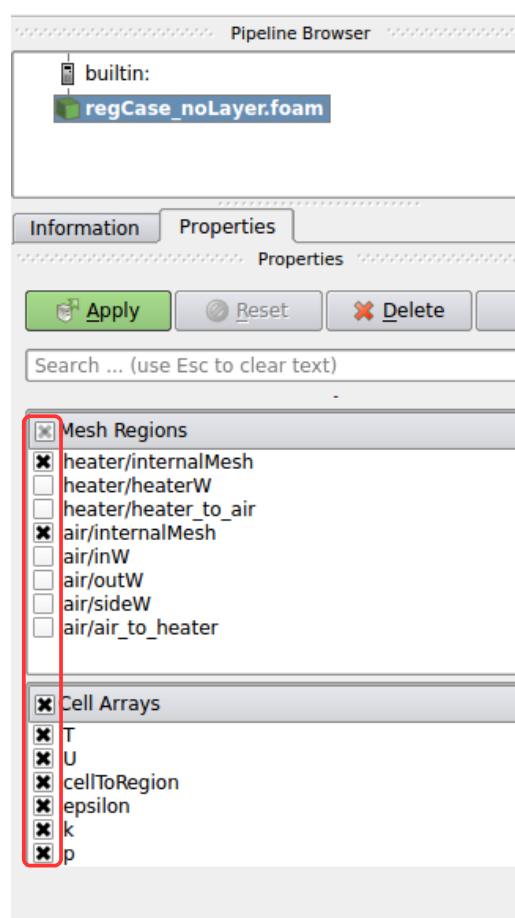 Pipeline Browser
builtin:
regCase_noLayer.foam
Information Properties
Properties
Apply Reset Delete
Search ... (use Esc to clear text)
Mesh Regions
heater/internalMesh
heater/heaterW
heater/heater_to_air
air/internalMesh
air/inW
air/outW
air/sideW
air/air_to_heater
Cell Arrays
T
U
cellToRegion
epsilon
k
p